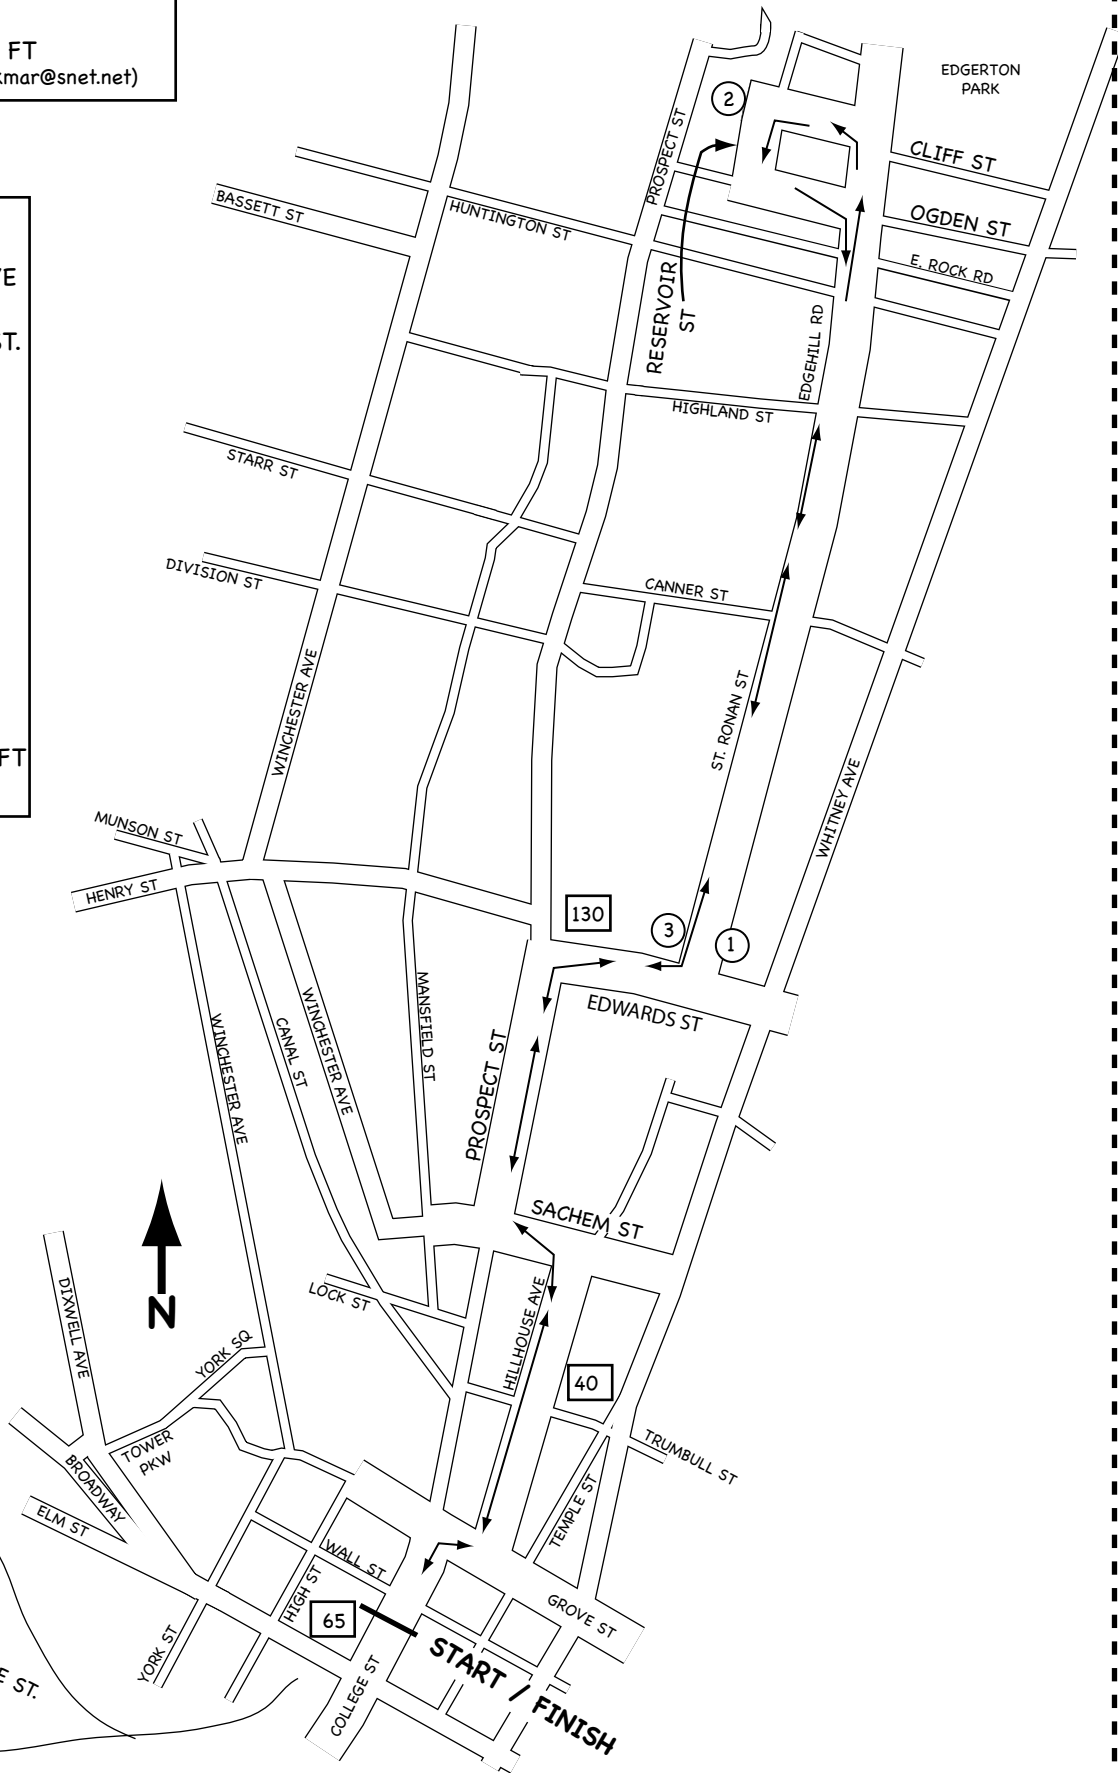 FT
kmar@snet.net)
VE
ST.
FT
E ST.
EDGERTON
PARK
2
PROSPECT ST
CLIFF ST
BASSETT ST
HUNTINGTON ST
OGDEN ST
E. ROCK RD
RESERVOIR
ST
EDGEHILL RD
HIGHLAND ST
STARR ST
DIVISION ST
CANNER ST
WINCHESTER AVE
ST. RONAN ST
WHITNEY AVE
MUNSON ST
HENRY ST
130
3
1
MANSFIELD ST
WINCHESTER AVE
CANAL ST
WINCHESTER AVE
EDWARDS ST
PROSPECT ST
SACHEM ST
N
DIXWELL AVE
LOCK ST
HILLHOUSE AVE
YORK SQ
40
TRUMBULL ST
TOWER
PKW
BROADWAY
TEMPLE ST
ELM ST
WALL ST
HIGH ST
GROVE ST
65
START / FINISH
YORK ST
COLLEGE ST